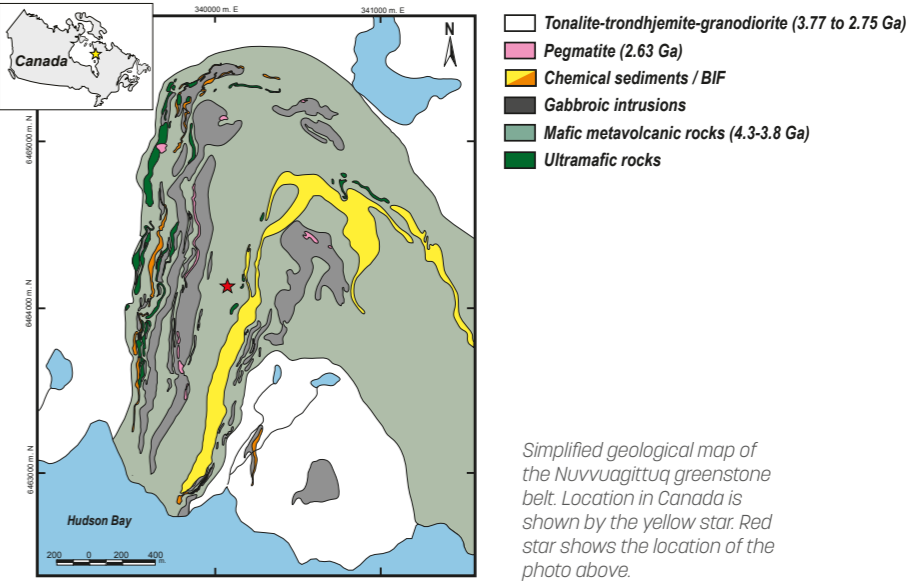 Canada
340000 m. E
341000 m. E
N
6465000 m. N
6464000 m. N
6463000 m. N
Hudson Bay
200 0 200 400
m.
Tonalite-trondhjemite-granodiorite (3.77 to 2.75 Ga)
Pegmatite (2.63 Ga)
Chemical sediments / BIF
Gabbroic intrusions
Mafic metavolcanic rocks (4.3-3.8 Ga)
Ultramafic rocks
Simplified geological map of
the Nuvvuagittuq greenstone
belt. Location in Canada is
shown by the yellow star. Red
star shows the location of the
photo above.